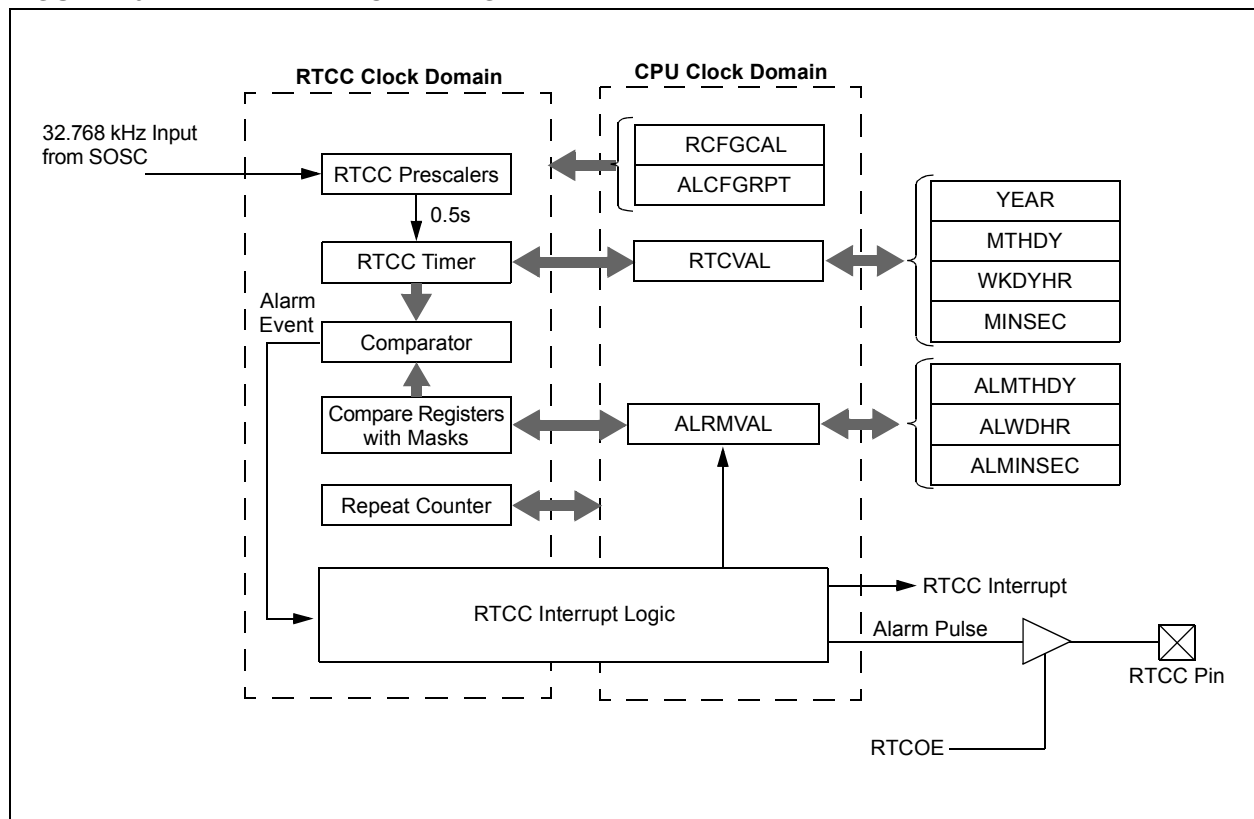 RTCC Clock Domain
CPU Clock Domain
32.768 kHz Input
from SOSC
RTCC Prescalers
0.5s
RTCC Timer
Alarm
Event
Comparator
Compare Registers
with Masks
Repeat Counter
RCFGCAL
ALCFGRPT
RTCVAL
ALRMVAL
YEAR
MTHDY
WKDYHR
MINSEC
ALMTHDY
ALWDHR
ALMINSEC
RTCC Interrupt Logic
RTCC Interrupt
Alarm Pulse
RTCC Pin
RTCOE